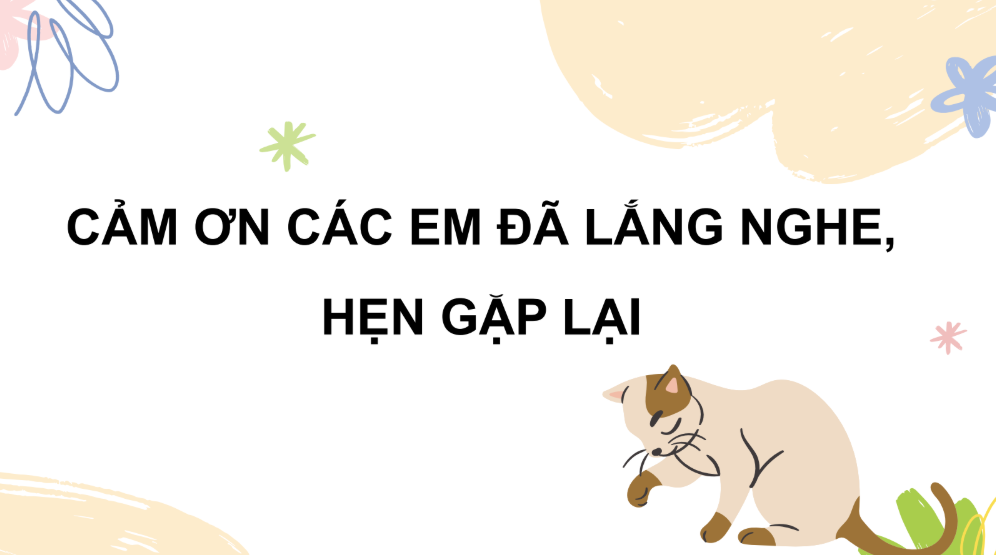 CẢM ƠN CÁC EM ĐÃ LẮNG NGHE,
HẸN GẶP LẠI